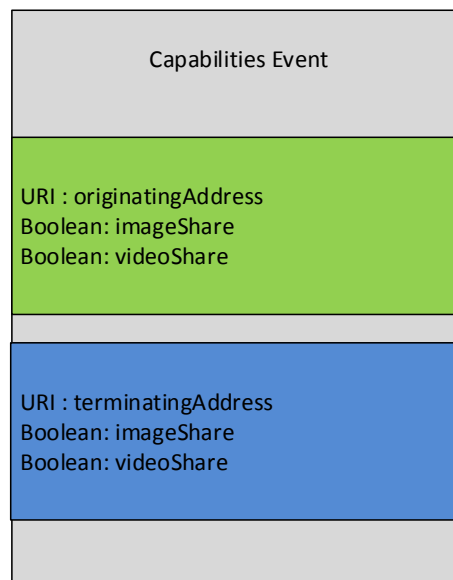 Capabilities Event
URI : originatingAddress
Boolean: imageShare
Boolean: videoShare
URI : terminatingAddress
Boolean: imageShare
Boolean: videoShare